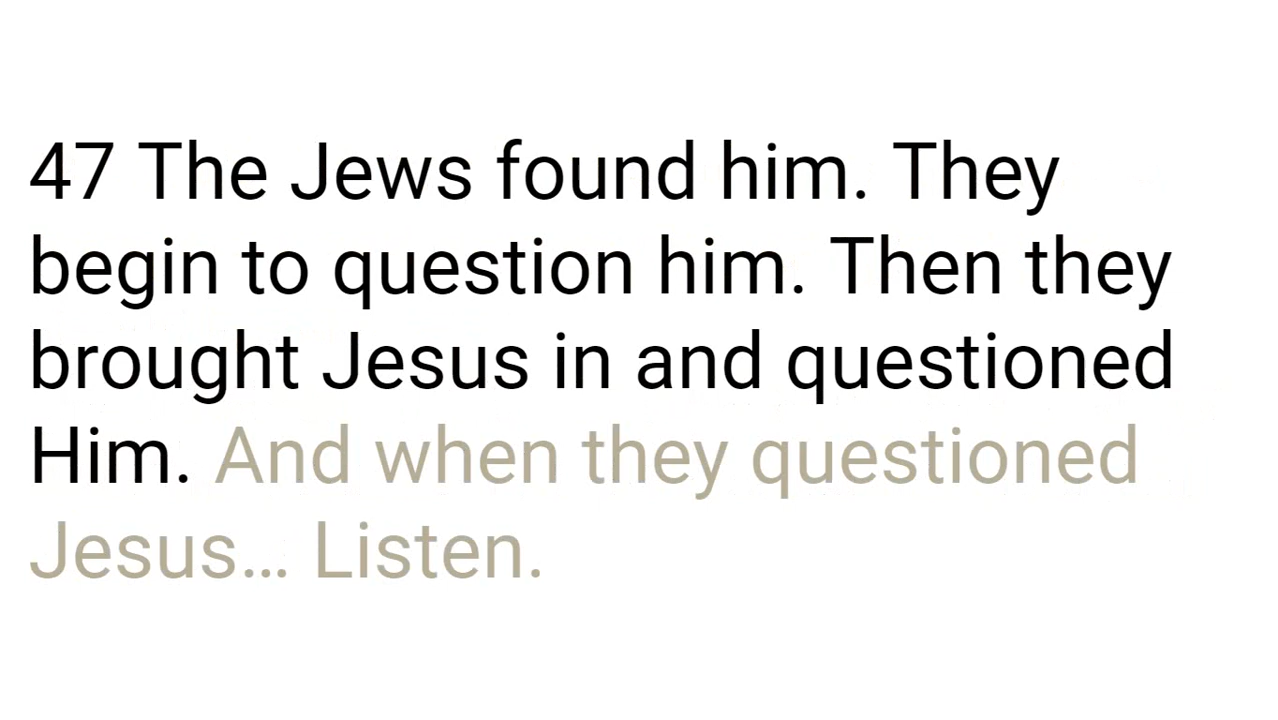 47 The Jews found him. They
begin to question him. Then they
brought Jesus in and questioned
Him. And when they questioned
Jesus... Listen.